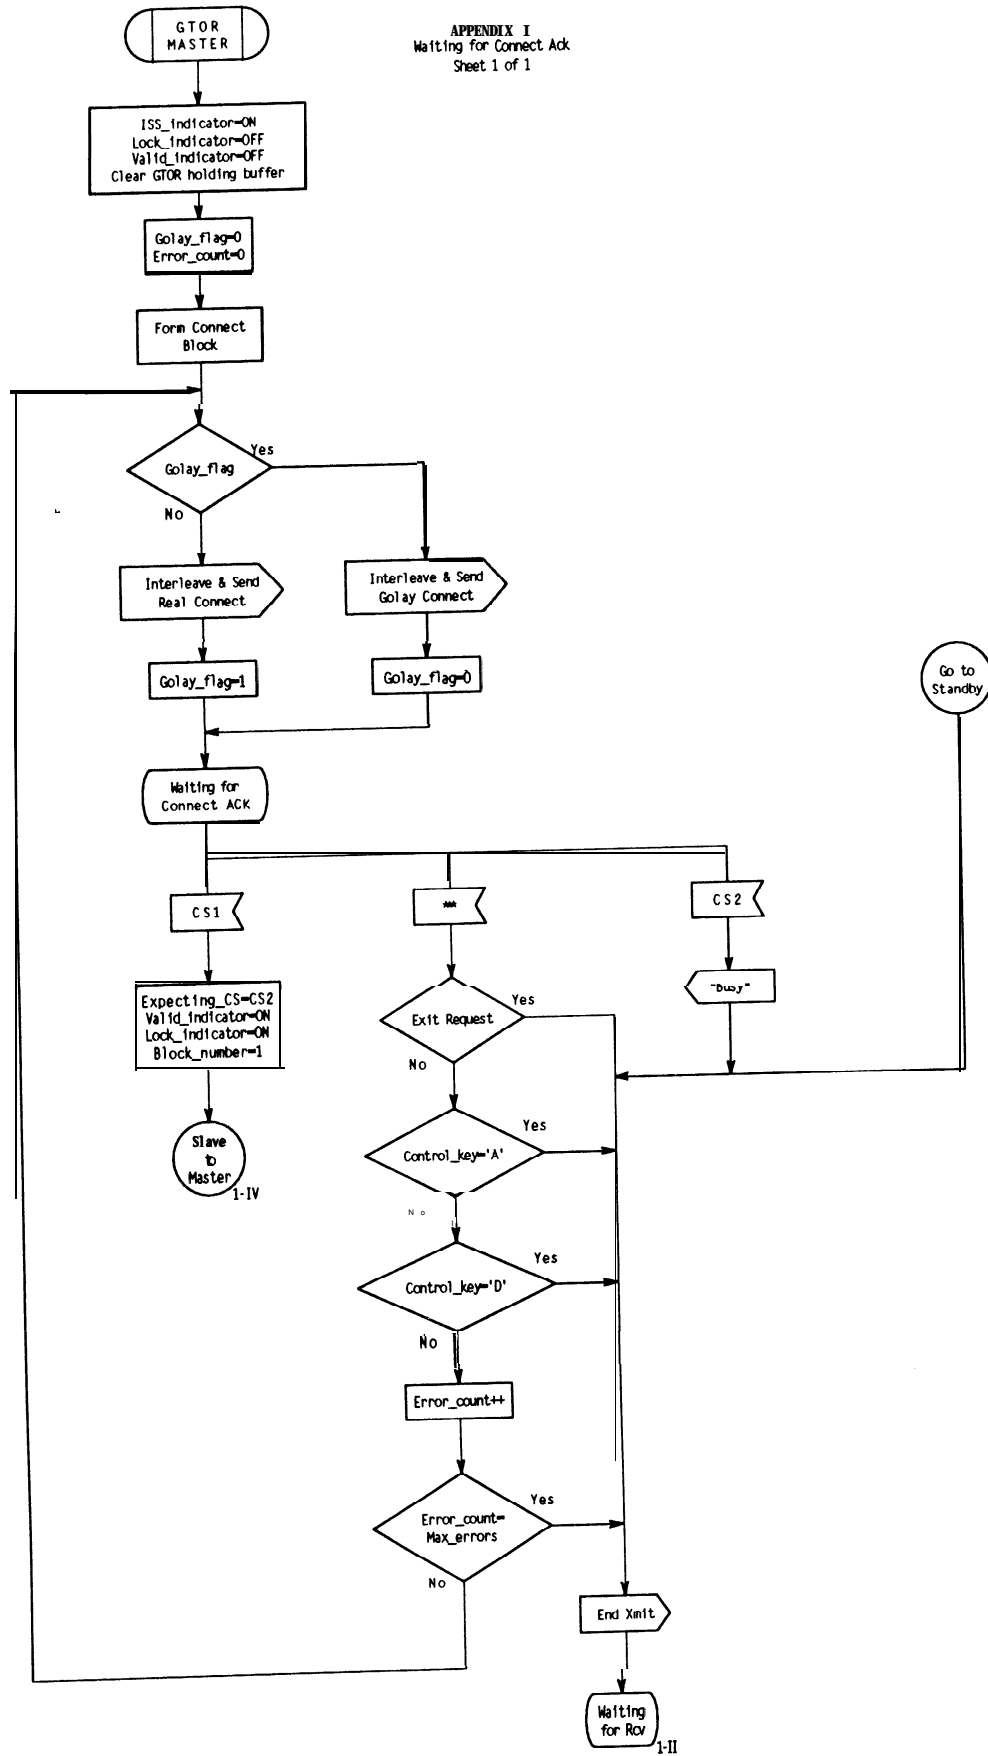 APPENDIX I
Waiting for Connect Ack
Sheet 1 of 1
GTOR
MASTER
ISS_indicator=ON
Lock_indicator=OFF
Valid_indicator=OFF
Clear GTOR holding buffer
Golay_flag=0
Error_count=0
Form Connect
Block
Golay_flag
Yes
No
Interleave & Send
Real Connect
Interleave & Send
Golay Connect
Golay_flag=1
Golay_flag=0
Go to
Standby
Waiting for
Connect ACK
CS1
***
CS2
Expecting_CS=CS2
Valid_indicator=ON
Lock_indicator=ON
Block_number=1
Exit Request
Yes
No
"Busy"
Slave
to
Master
1-IV
Control_key='A'
Yes
No
Control_key='D'
Yes
No
Error_count++
Error_count=
Max_errors
Yes
No
End Xmit
Waiting
for Rcv
1-II